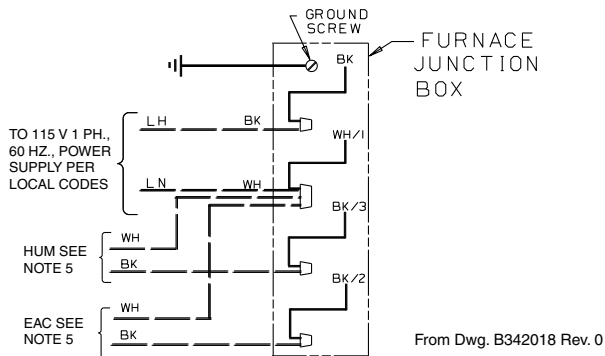 GROUND
SCREW
BK
FURNACE
JUNCTION
BOX
LH
BK
TO 115 V 1 PH.,
60 HZ., POWER
SUPPLY PER
LOCAL CODES
WH/1
LN
WH
BK/3
WH
HUM SEE
NOTE 5
BK
BK/2
WH
EAC SEE
NOTE 5
BK
From Dwg. B342018 Rev. 0